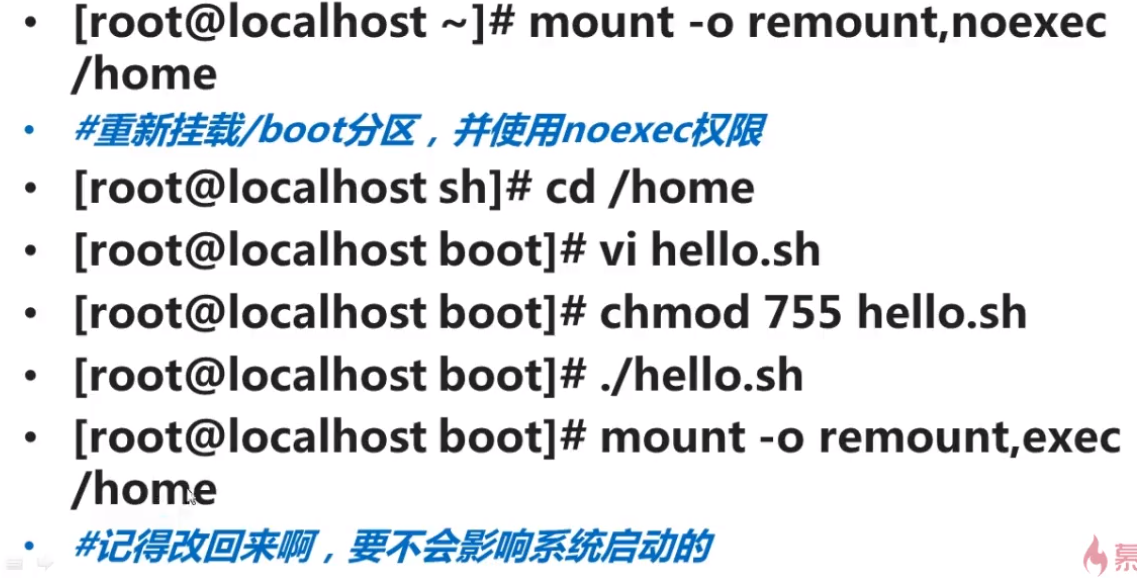 • [root@localhost ~]# mount -o remount,noexec
/home
• #重新挂载/boot分区，并使用noexec权限
• [root@localhost sh]# cd /home
• [root@localhost boot]# vi hello.sh
• [root@localhost boot]# chmod 755 hello.sh
• [root@localhost boot]# ./hello.sh
• [root@localhost boot]# mount -o remount,exec
/home
• #记得改回来啊，要不会影响系统启动的
慕